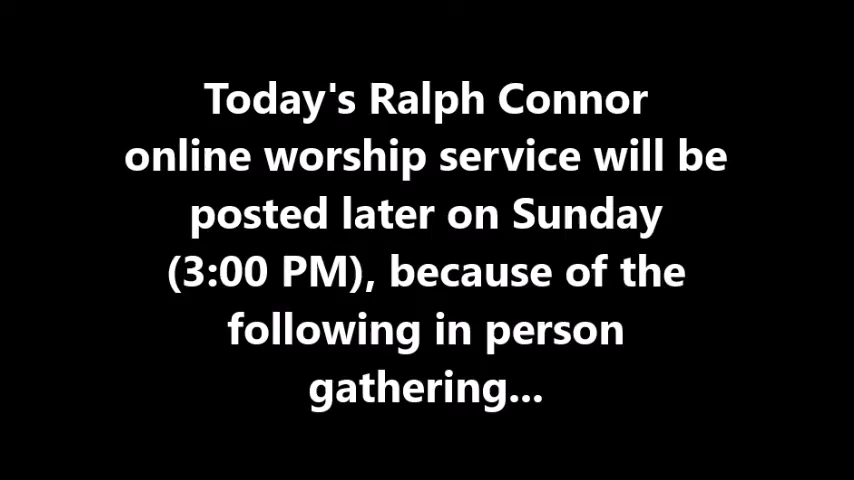 Today's Ralph Connor
online worship service will be
posted later on Sunday
(3:00 PM), because of the
following in person
gathering...